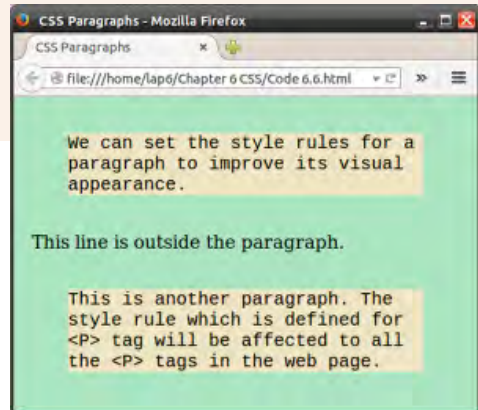 CSS Paragraphs - Mozilla Firefox
CSS Paragraphs
file:///home/lap6/Chapter 6 CSS/Code 6.6.html
We can set the style rules for a
paragraph to improve its visual
appearance.
This line is outside the paragraph.
This is another paragraph. The
style rule which is defined for
<P> tag will be affected to all
the <P> tags in the web page.